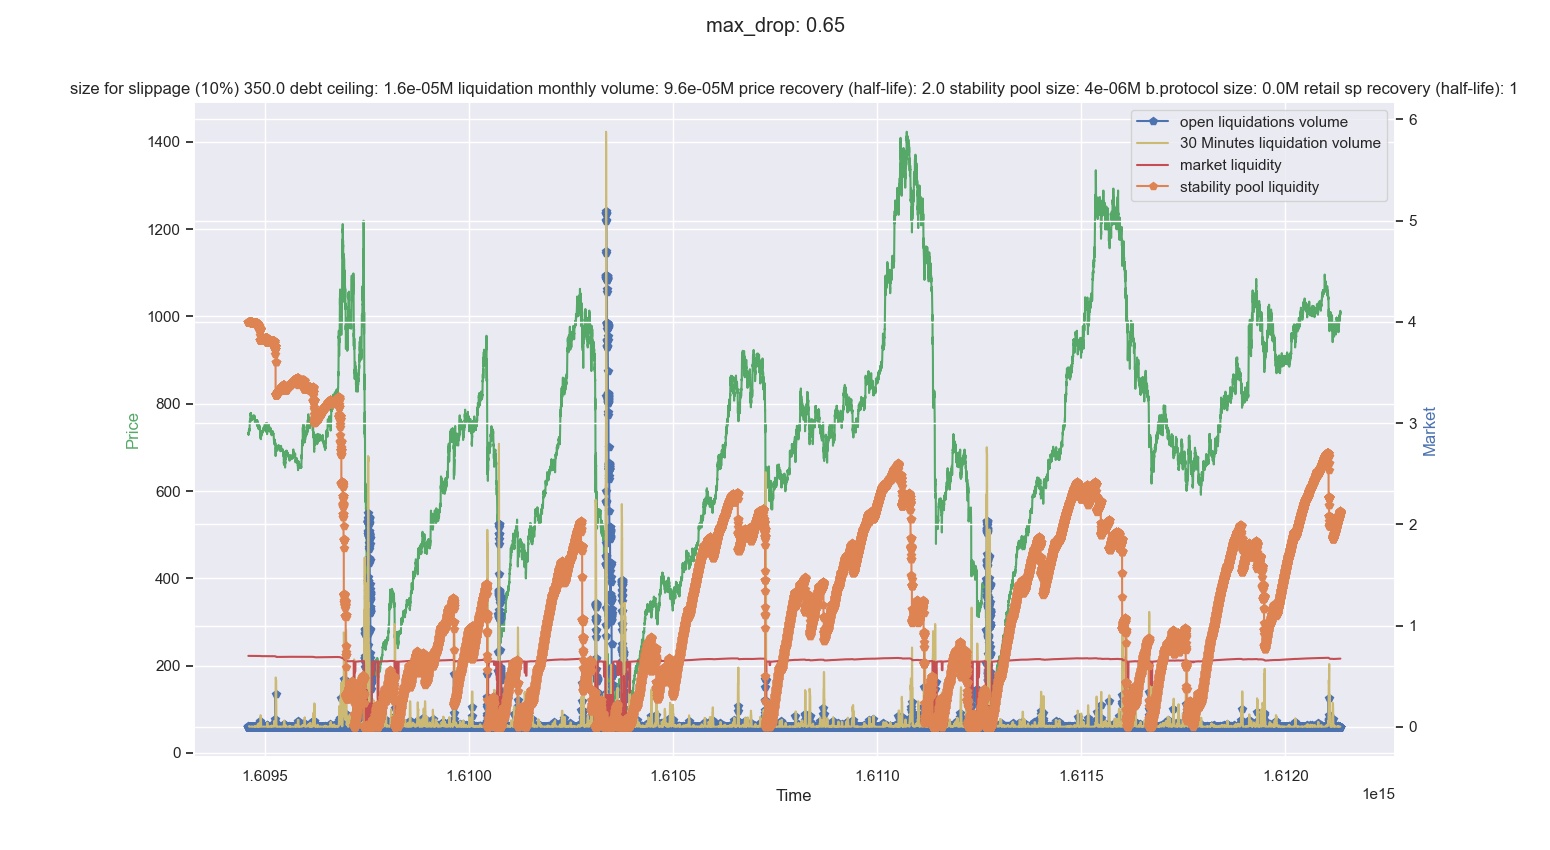 max_drop: 0.65
size for slippage (10%) 350.0 debt ceiling: 1.6e-05M liquidation monthly volume: 9.6e-05M price recovery (half-life): 2.0 stability pool size: 4e-06M b.protocol size: 0.0M retail sp recovery (half-life): 1
open liquidations volume
30 Minutes liquidation volume
market liquidity
stability pool liquidity
1400
1200
1000
800
600
400
200
0
Price
6
5
4
3
2
1
0
Market
1.6095 1.6100 1.6105 1.6110 1.6115 1.6120
Time
1e15